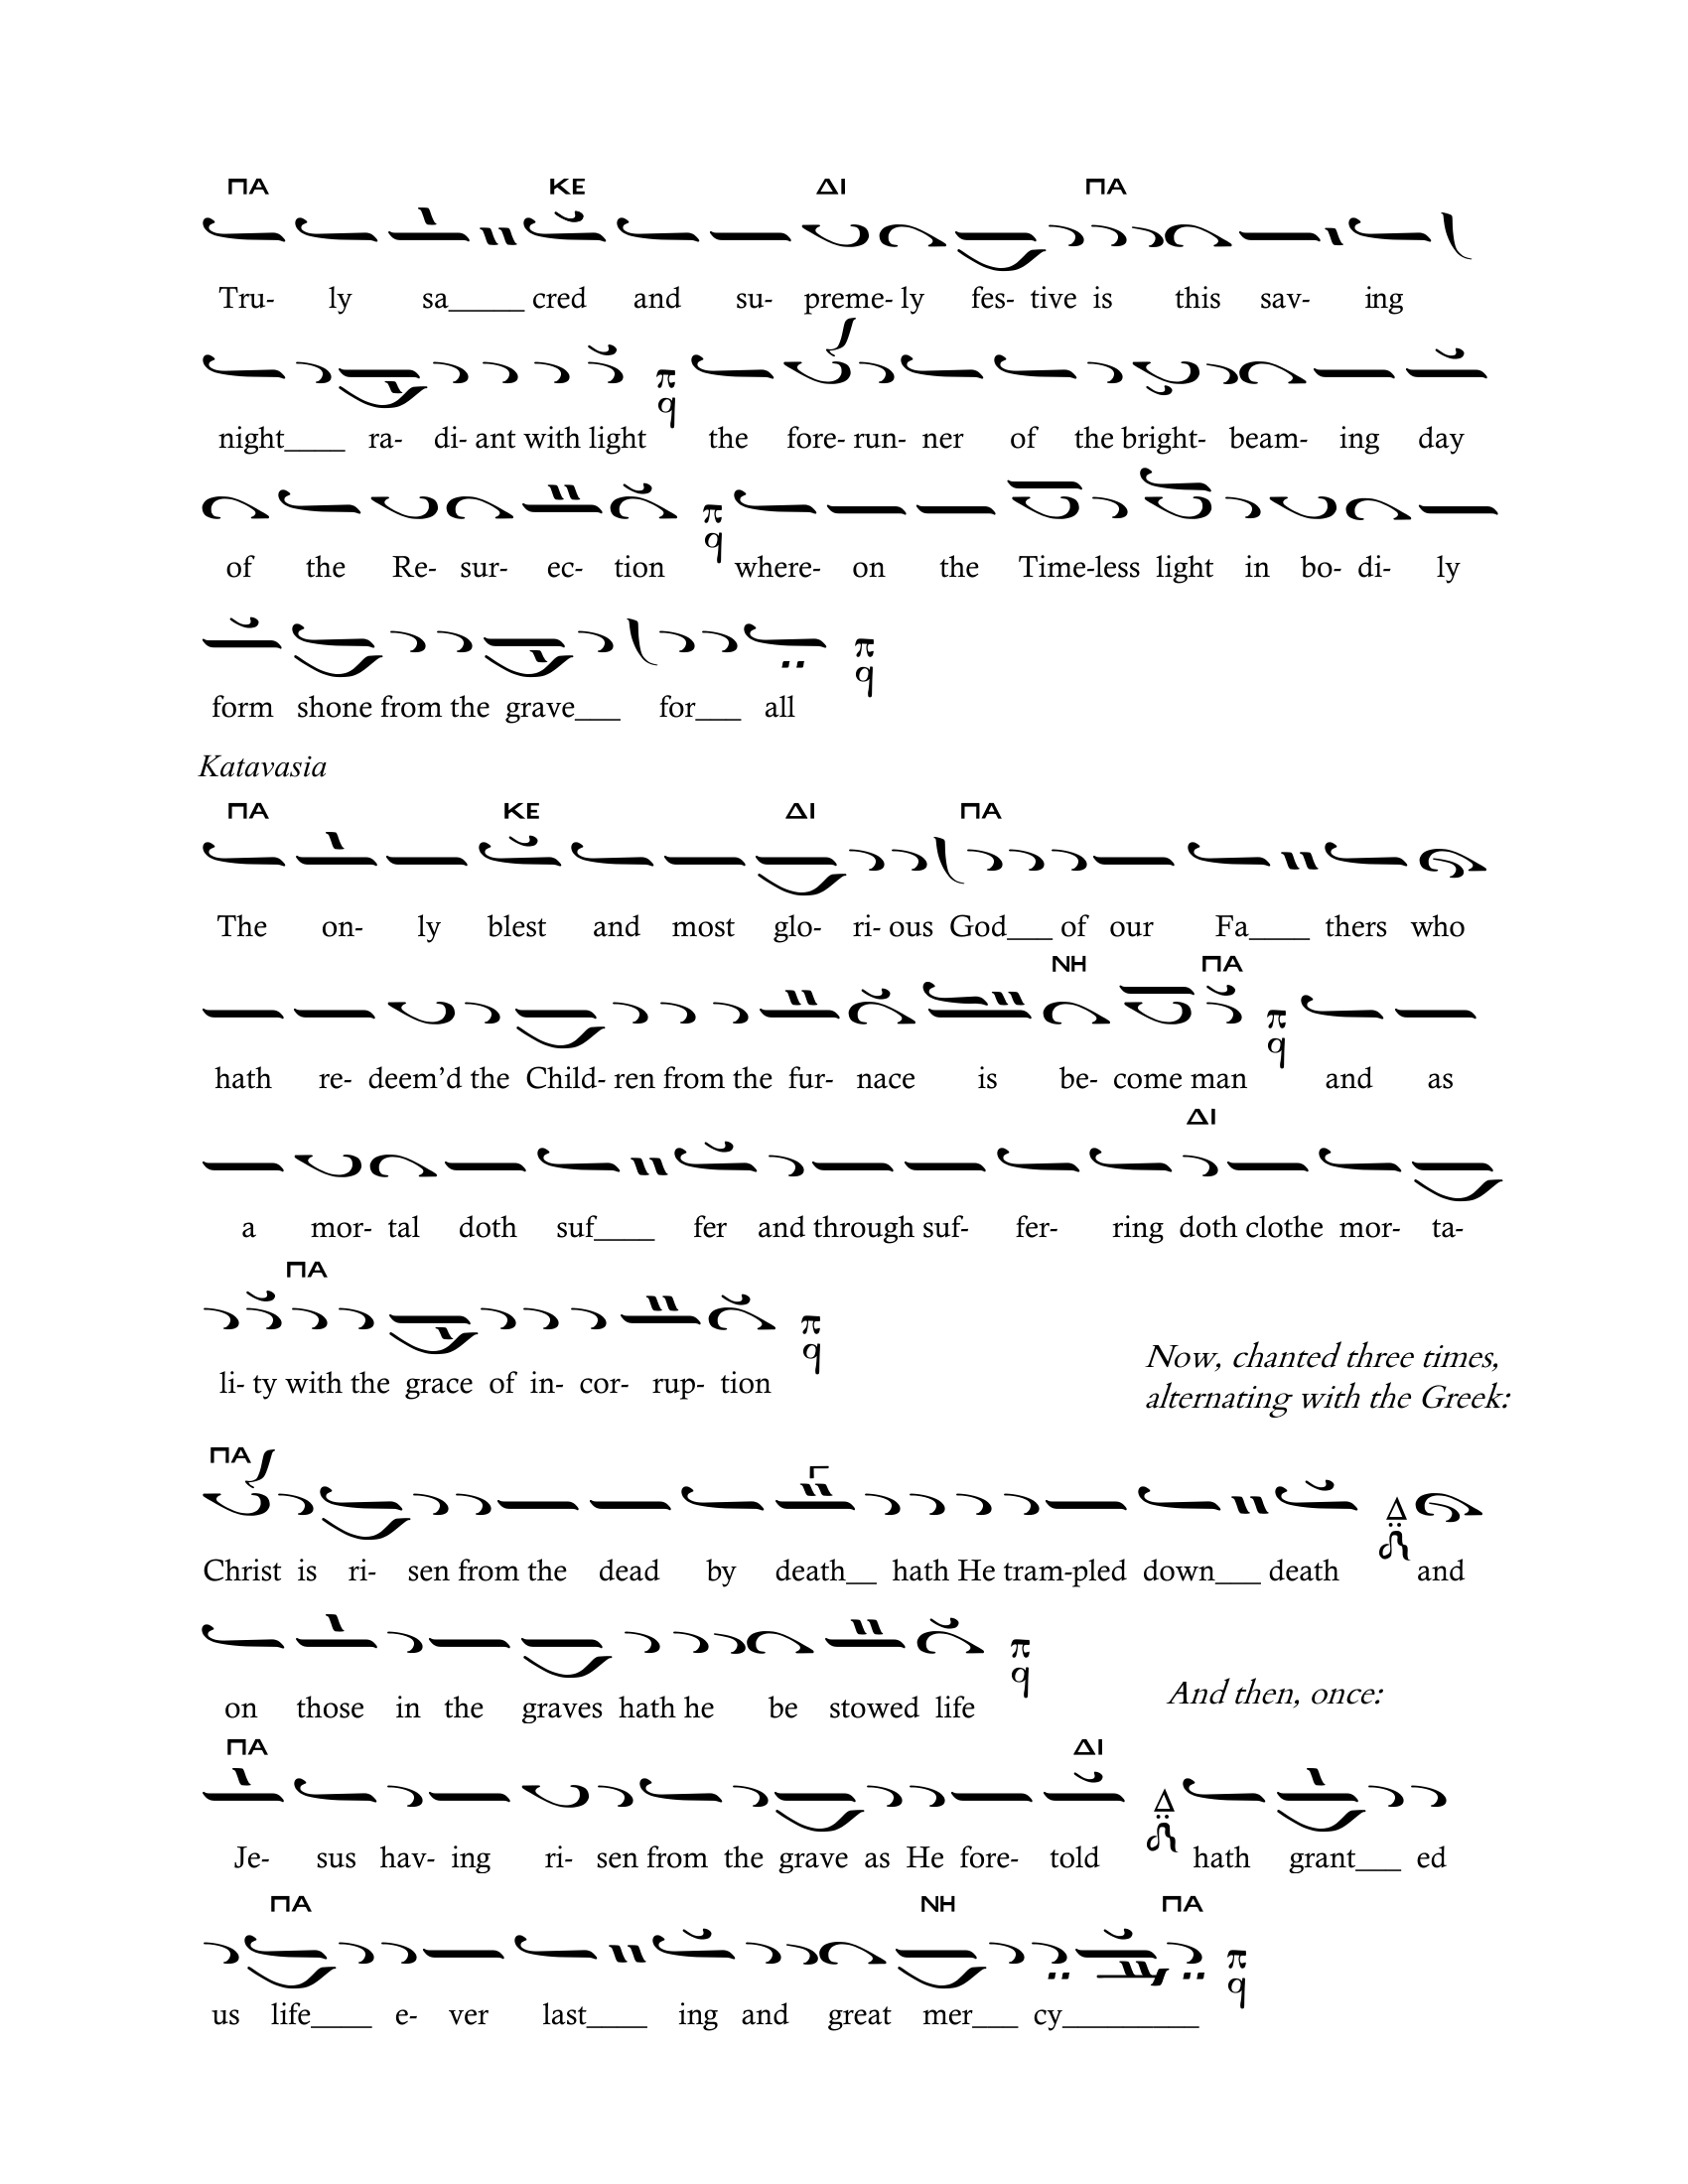 ΠΑ ΚΕ ΔΙ ΠΑ
Tru- ly sa_____ cred and su- preme- ly fes- tive is this sav- ing
night____ ra- di- ant with light the fore- run- ner of the bright- beam- ing day
π q
of the Re- sur- ec- tion where- on the Time-less light in bo- di- ly
π q
form shone from the grave___ for___ all
π q
Katavasia
ΠΑ ΚΕ ΔΙ ΠΑ
The on- ly blest and most glo- ri- ous God___ of our Fa____ thers who
ΝΗ ΠΑ
hath re- deem’d the Child- ren from the fur- nace is be- come man and as
π q
ΔΙ
a mor- tal doth suf____ fer and through suf- fer- ring doth clothe mor- ta-
ΠΑ
li- ty with the grace of in- cor- rup- tion
π q
Now, chanted three times,
alternating with the Greek:
ΠΑ Γ
Christ is ri- sen from the dead by death__ hath He tram-pled down___ death and
Δ
on those in the graves hath he be stowed life
π q
And then, once:
ΠΑ ΔΙ
Je- sus hav- ing ri- sen from the grave as He fore- told hath grant___ ed
Δ
ΠΑ ΝΗ ΠΑ
us life____ e- ver last____ ing and great mer___ cy_________
π q